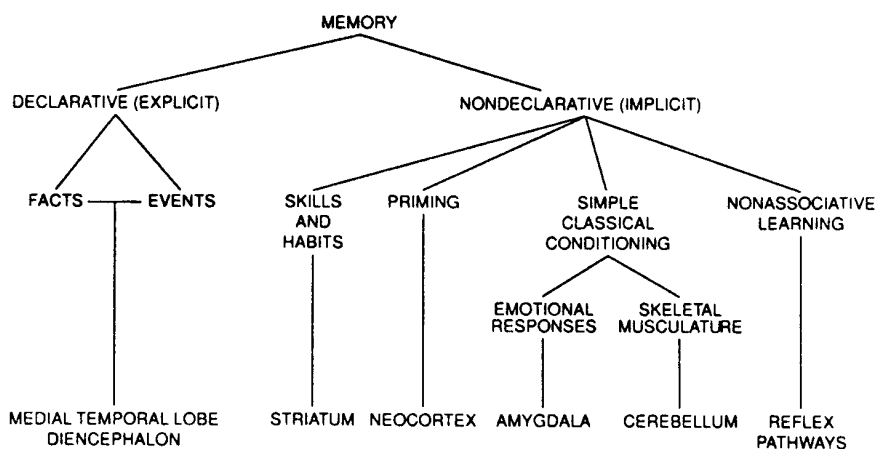 MEMORY
DECLARATIVE (EXPLICIT)
NONDECLARATIVE (IMPLICIT)
FACTS
EVENTS
SKILLS
AND
HABITS
PRIMING
SIMPLE
CLASSICAL
CONDITIONING
NONASSOCIATIVE
LEARNING
EMOTIONAL
RESPONSES
SKELETAL
MUSCULATURE
MEDIAL TEMPORAL LOBE
DIENCEPHALON
STRIATUM
NEOCORTEX
AMYGDALA
CEREBELLUM
REFLEX
PATHWAYS